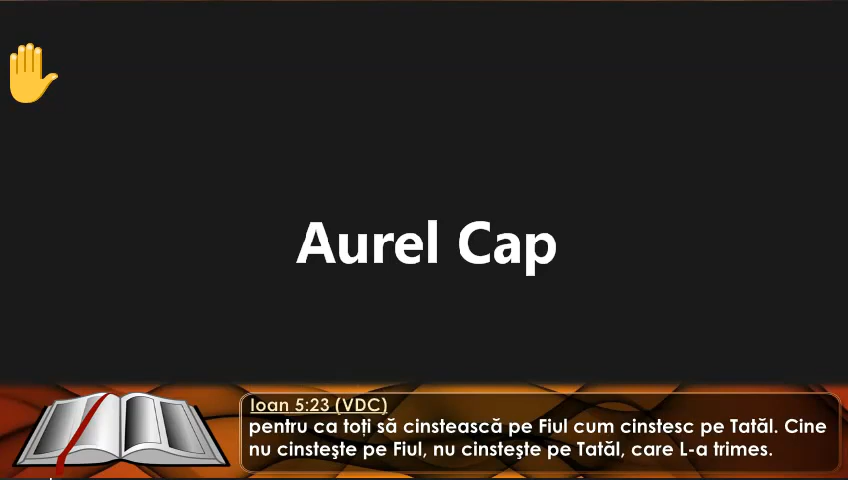 Aurel Cap
Ioan 5:23 (VDC)
pentru ca toți să cinstească pe Fiul cum cinstesc pe Tatăl. Cine
nu cinsteşte pe Fiul, nu cinsteşte pe Tatăl, care L-a trimes.